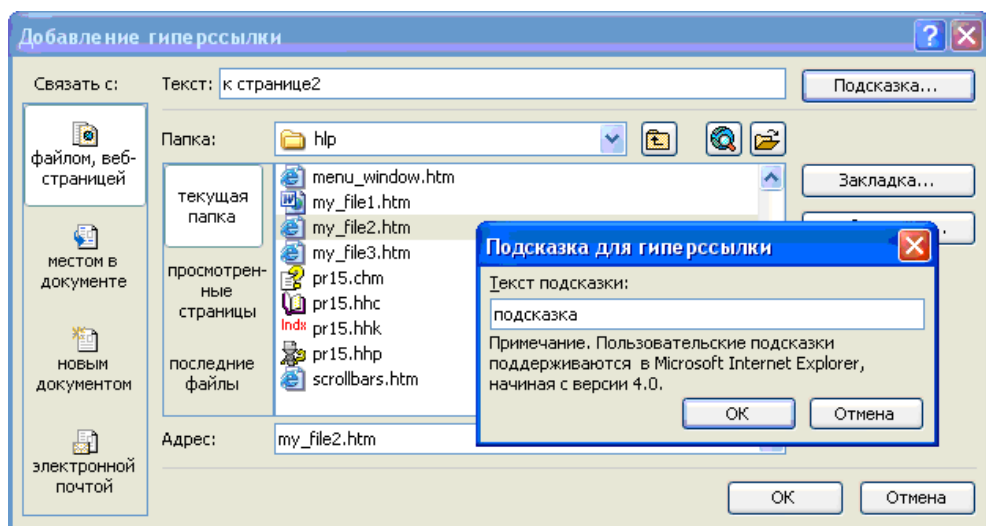 Добавление гиперссылки
Связать с:
Текст: к странице2
Подсказка...
файлом, веб-
страницей
Папка:
hlp
текущая
папка
menu_window.htm
my_file1.htm
my_file2.htm
my_file3.htm
pr15.chm
pr15.hhc
Indx pr15.hhk
pr15.hhp
scrollbars.htm
Закладка...
местом в
документе
просмотрен-
ные
страницы
новым
документом
последние
файлы
Подсказка для гиперссылки
Текст подсказки:
подсказка
Примечание. Пользовательские подсказки
поддерживаются в Microsoft Internet Explorer,
начиная с версии 4.0.
ОК
Отмена
электронной
почтой
Адрес:
my_file2.htm
ОК
Отмена